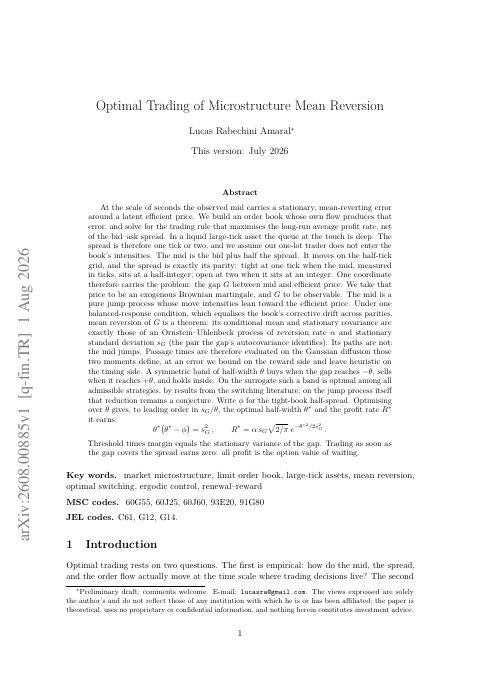 Optimal Trading of Microstructure Mean Reversion
Lucas Rabechini Amaral*
This version: July 2026
Abstract
At the scale of seconds the observed mid carries a stationary, mean-reverting error
around a latent efficient price. We build an order book whose own flow produces that
error, and solve for the trading rule that maximises the long-run average profit rate, net
of the bid–ask spread. In a liquid large-tick asset the queue at the touch is deep. The
spread is therefore one tick or two, and we assume our one-lot trader does not enter the
book's intensities. The mid is the bid plus half the spread. It moves on the half-tick
grid, and the spread is exactly its parity: tight at one tick when the mid, measured
in ticks, sits at a half-integer; open at two when it sits at an integer. One coordinate
therefore carries the problem: the gap G between mid and efficient price. We take that
price to be an exogenous Brownian martingale, and G to be observable. The mid is a
pure jump process whose move intensities lean toward the efficient price. Under one
balanced-response condition, which equalises the book's corrective drift across parities,
mean reversion of G is a theorem: its conditional mean and stationary covariance are
exactly those of an Ornstein–Uhlenbeck process of reversion rate α and stationary
standard deviation s_G (the pair the gap's autocovariance identifies). Its paths are not:
the mid jumps. Passage times are therefore evaluated on the Gaussian diffusion those
two moments define, at an error we bound on the reward side and leave heuristic on
the timing side. A symmetric band of half-width θ buys when the gap reaches −θ, sells
when it reaches +θ, and holds inside. On the surrogate such a band is optimal among all
admissible strategies, by results from the switching literature; on the jump process itself
that reduction remains a conjecture. Write ϕ for the tight-book half-spread. Optimising
over θ gives, to leading order in s_G/θ, the optimal half-width θ* and the profit rate R*
it earns:
θ*(θ* − ϕ) = s_G^2,   R* = α s_G √(2/π) e^{−θ*²/2s_G²}.
Threshold times margin equals the stationary variance of the gap. Trading as soon as
the gap covers the spread earns zero: all profit is the option value of waiting.
Key words. market microstructure, limit order book, large-tick assets, mean reversion,
optimal switching, ergodic control, renewal–reward
MSC codes. 60G55, 60J25, 60J60, 93E20, 91G80
JEL codes. C61, G12, G14.
1 Introduction
Optimal trading rests on two questions. The first is empirical: how do the mid, the spread,
and the order flow actually move at the time scale where trading decisions live? The second
*Preliminary draft; comments welcome. E-mail: lucasra@gmail.com. The views expressed are solely
the author's and do not reflect those of any institution with which he is or has been affiliated; the paper is
theoretical, uses no proprietary or confidential information, and nothing herein constitutes investment advice.
1
arXiv:2608.00885v1 [q-fin.TR] 1 Aug 2026